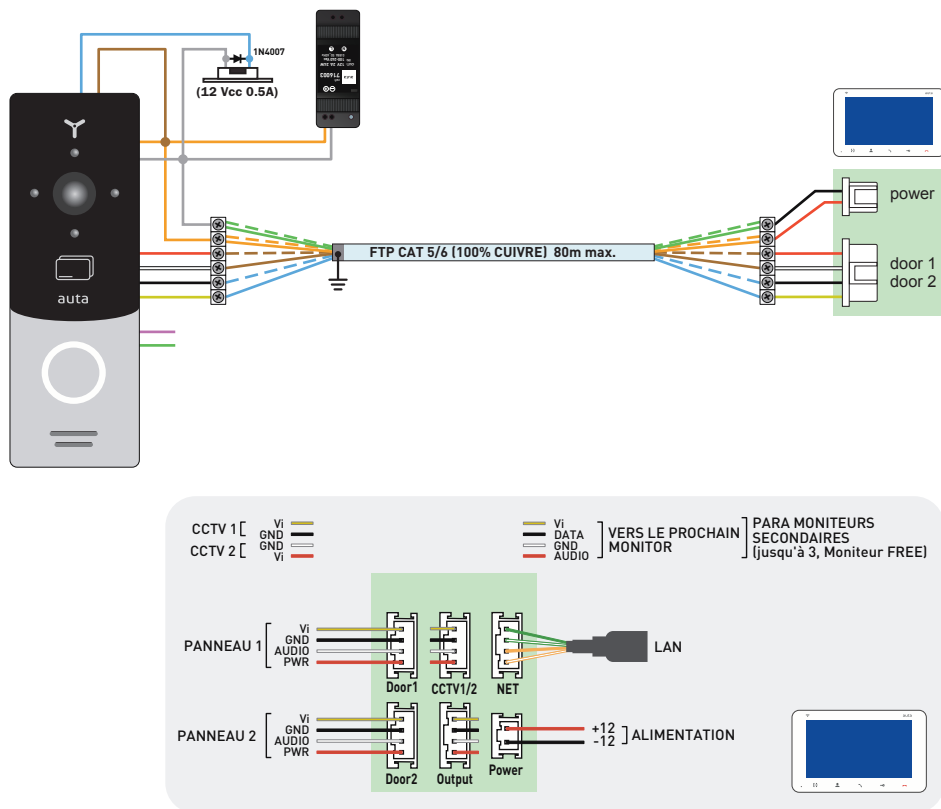 1N4007
(12 Vcc 0.5A)
716003
auta
FTP CAT 5/6 (100% CUIVRE) 80m max.
power
door 1
door 2
CCTV 1
Vi
GND
CCTV 2
GND
Vi
Vi
DATA
GND
AUDIO
VERS LE PROCHAIN
MONITOR
PARA MONITEURS
SECONDAIRES
(jusqu'à 3, Moniteur FREE)
PANNEAU 1
Vi
GND
AUDIO
PWR
Door1
CCTV1/2
NET
LAN
PANNEAU 2
Vi
GND
AUDIO
PWR
Door2
Output
Power
+12
-12
ALIMENTATION